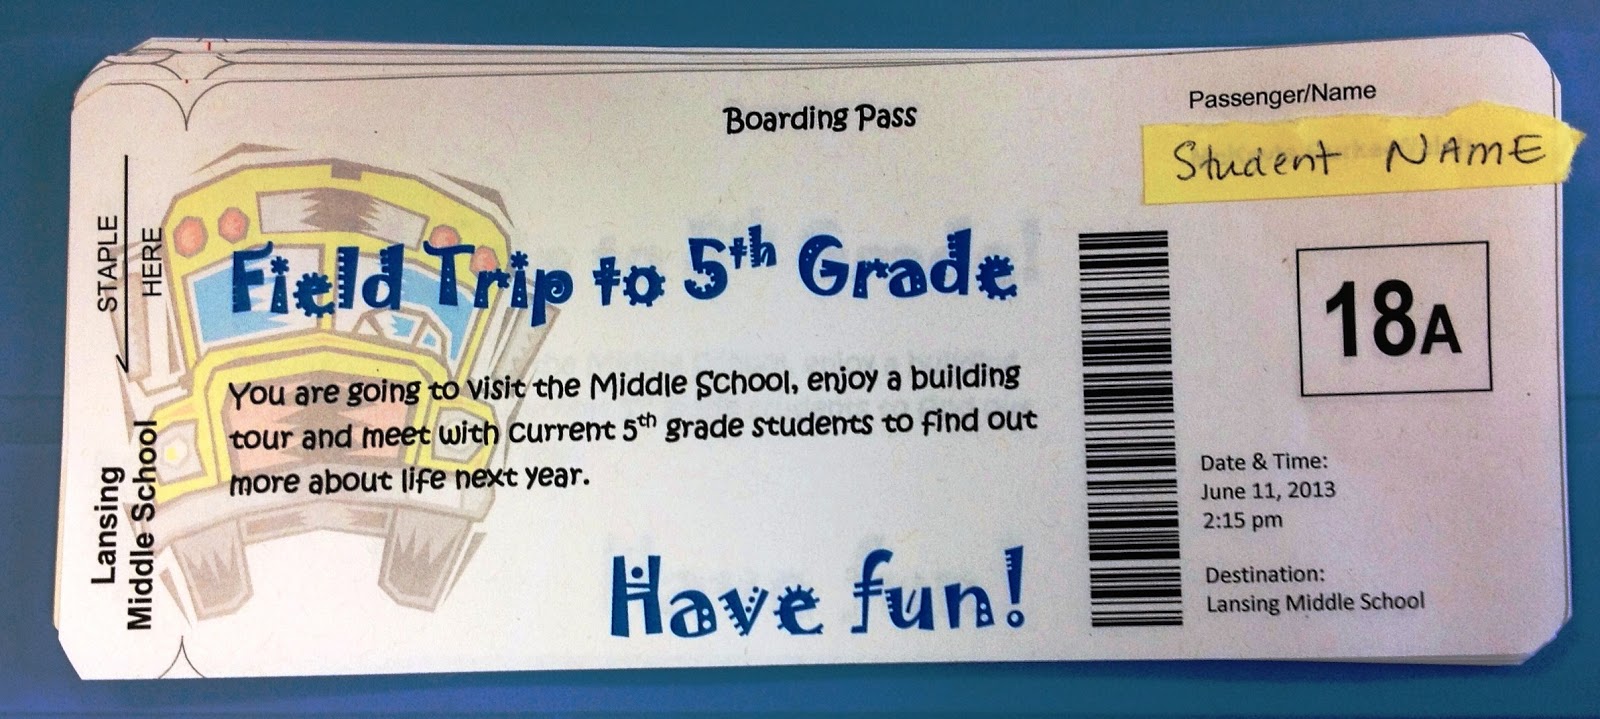 STAPLE
HERE
Lansing
Middle School
Boarding Pass
Field Trip to 5th Grade
You are going to visit the Middle School, enjoy a building
tour and meet with current 5th grade students to find out
more about life next year.
Have fun!
Passenger/Name
Student NAME
18A
Date & Time:
June 11, 2013
2:15 pm
Destination:
Lansing Middle School